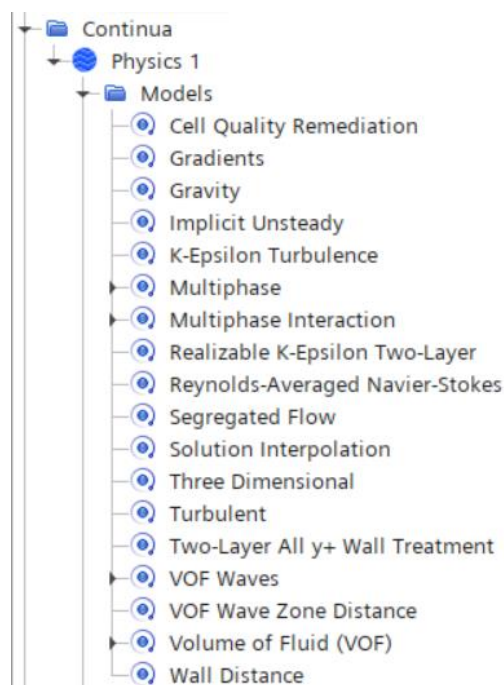 Continua
Physics 1
Models
Cell Quality Remediation
Gradients
Gravity
Implicit Unsteady
K-Epsilon Turbulence
Multiphase
Multiphase Interaction
Realizable K-Epsilon Two-Layer
Reynolds-Averaged Navier-Stokes
Segregated Flow
Solution Interpolation
Three Dimensional
Turbulent
Two-Layer All y+ Wall Treatment
VOF Waves
VOF Wave Zone Distance
Volume of Fluid (VOF)
Wall Distance